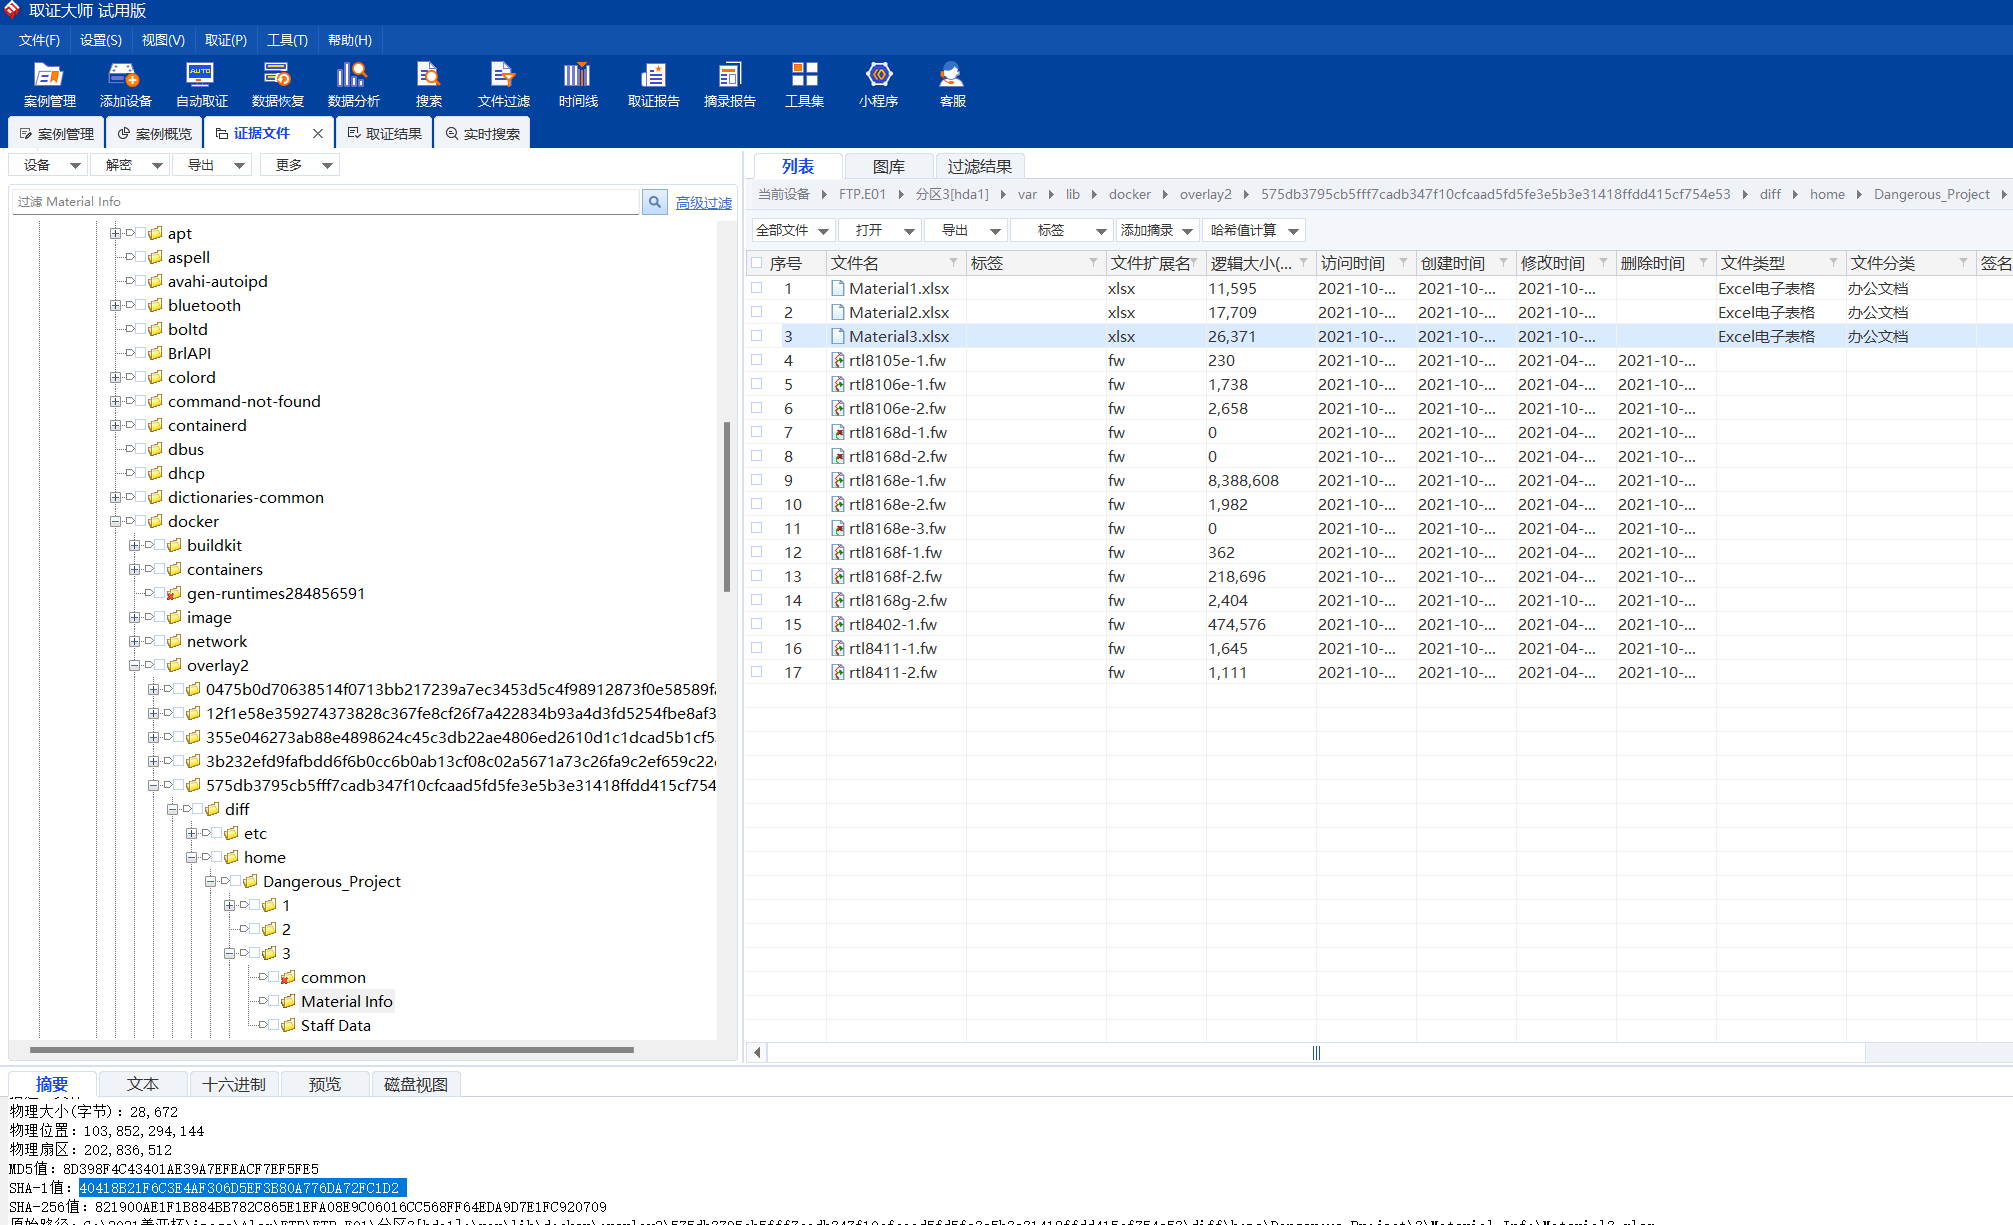 取证大师 试用版
文件(F) 设置(S) 视图(V) 取证(P) 工具(T) 帮助(H)
案例管理 添加设备 自动取证 数据恢复 数据分析 搜索 文件过滤 时间线 取证报告 摘录报告 工具集 小程序 客服
案例管理 案例概览 证据文件 取证结果 实时搜索
设备 解密 导出 更多
过滤 Material Info 高级过滤
apt
aspell
avahi-autoipd
bluetooth
boltd
BrlAPI
colord
command-not-found
containerd
dbus
dhcp
dictionaries-common
docker
buildkit
containers
gen-runtimes284856591
image
network
overlay2
0475b0d70638514f0713bb217239a7ec3453d5c4f98912873f0e58589f
12f1e58e359274373828c367fe8cf26f7a422834b93a4d3fd5254fbe8af3
355e046273ab88e4898624c45c3db22ae4806ed2610d1c1dcad5b1cf5
3b232efd9fafbdd6f6b0cc6b0ab13cf08c02a5671a73c26fa9c2ef659c22
575db3795cb5fff7cadb347f10cfcaad5fd5fe3e5b3e31418ffdd415cf754
diff
etc
home
Dangerous_Project
1
2
3
common
Material Info
Staff Data
列表 图库 过滤结果
当前设备 FTP.E01 分区3[hda1] var lib docker overlay2 575db3795cb5fff7cadb347f10cfcaad5fd5fe3e5b3e31418ffdd415cf754e53 diff home Dangerous_Project
全部文件 打开 导出 标签 添加摘录 哈希值计算
序号 文件名 标签 文件扩展名 逻辑大小(... 访问时间 创建时间 修改时间 删除时间 文件类型 文件分类 签名
1 Material1.xlsx xlsx 11,595 2021-10-... 2021-10-... 2021-10-... Excel电子表格 办公文档
2 Material2.xlsx xlsx 17,709 2021-10-... 2021-10-... 2021-10-... Excel电子表格 办公文档
3 Material3.xlsx xlsx 26,371 2021-10-... 2021-10-... 2021-10-... Excel电子表格 办公文档
4 rtl8105e-1.fw fw 230 2021-10-... 2021-10-... 2021-04-... 2021-10-...
5 rtl8106e-1.fw fw 1,738 2021-10-... 2021-10-... 2021-04-... 2021-10-...
6 rtl8106e-2.fw fw 2,658 2021-10-... 2021-10-... 2021-04-... 2021-10-...
7 rtl8168d-1.fw fw 0 2021-10-... 2021-10-... 2021-04-... 2021-10-...
8 rtl8168d-2.fw fw 0 2021-10-... 2021-10-... 2021-04-... 2021-10-...
9 rtl8168e-1.fw fw 8,388,608 2021-10-... 2021-10-... 2021-04-... 2021-10-...
10 rtl8168e-2.fw fw 1,982 2021-10-... 2021-10-... 2021-04-... 2021-10-...
11 rtl8168e-3.fw fw 0 2021-10-... 2021-10-... 2021-04-... 2021-10-...
12 rtl8168f-1.fw fw 362 2021-10-... 2021-10-... 2021-04-... 2021-10-...
13 rtl8168f-2.fw fw 218,696 2021-10-... 2021-10-... 2021-04-... 2021-10-...
14 rtl8168g-2.fw fw 2,404 2021-10-... 2021-10-... 2021-10-... 2021-10-...
15 rtl8402-1.fw fw 474,576 2021-10-... 2021-10-... 2021-04-... 2021-10-...
16 rtl8411-1.fw fw 1,645 2021-10-... 2021-10-... 2021-04-... 2021-10-...
17 rtl8411-2.fw fw 1,111 2021-10-... 2021-10-... 2021-04-... 2021-10-...
摘要 文本 十六进制 预览 磁盘视图
物理大小(字节)：28,672
物理位置：103,852,294,144
物理扇区：202,836,512
MD5值：8D398F4C43401AE39A7EFEACF7EF5FE5
SHA-1值：40418B21F6C3E4AF306D5EF3B80A776DA72FC1D2
SHA-256值：821900AE1F1B884BB782C865E1EFA08E9C06016CC568FF64EDA9D7E1FC920709